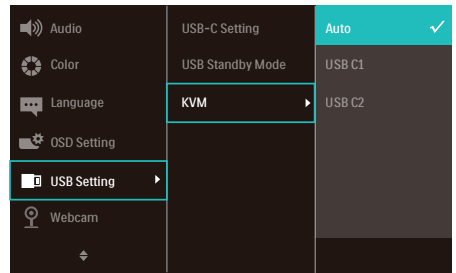 Audio
Color
Language
OSD Setting
USB Setting
Webcam
USB-C Setting
USB Standby Mode
KVM
Auto
USB C1
USB C2